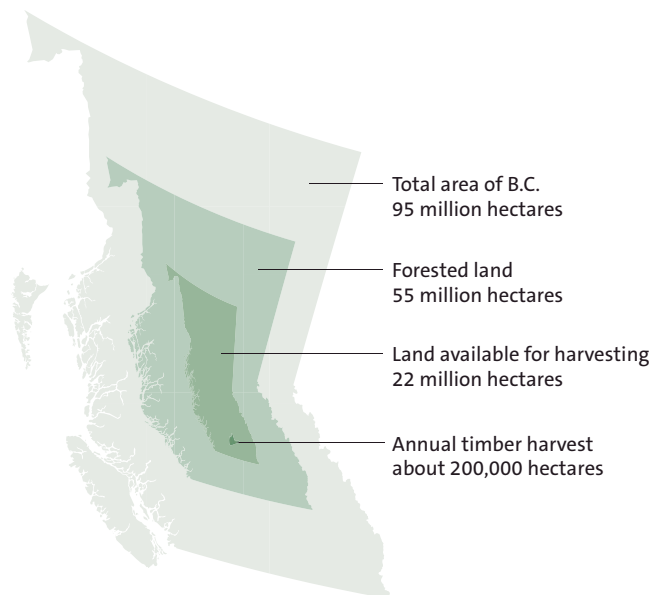 Total area of B.C.
95 million hectares
Forested land
55 million hectares
Land available for harvesting
22 million hectares
Annual timber harvest
about 200,000 hectares